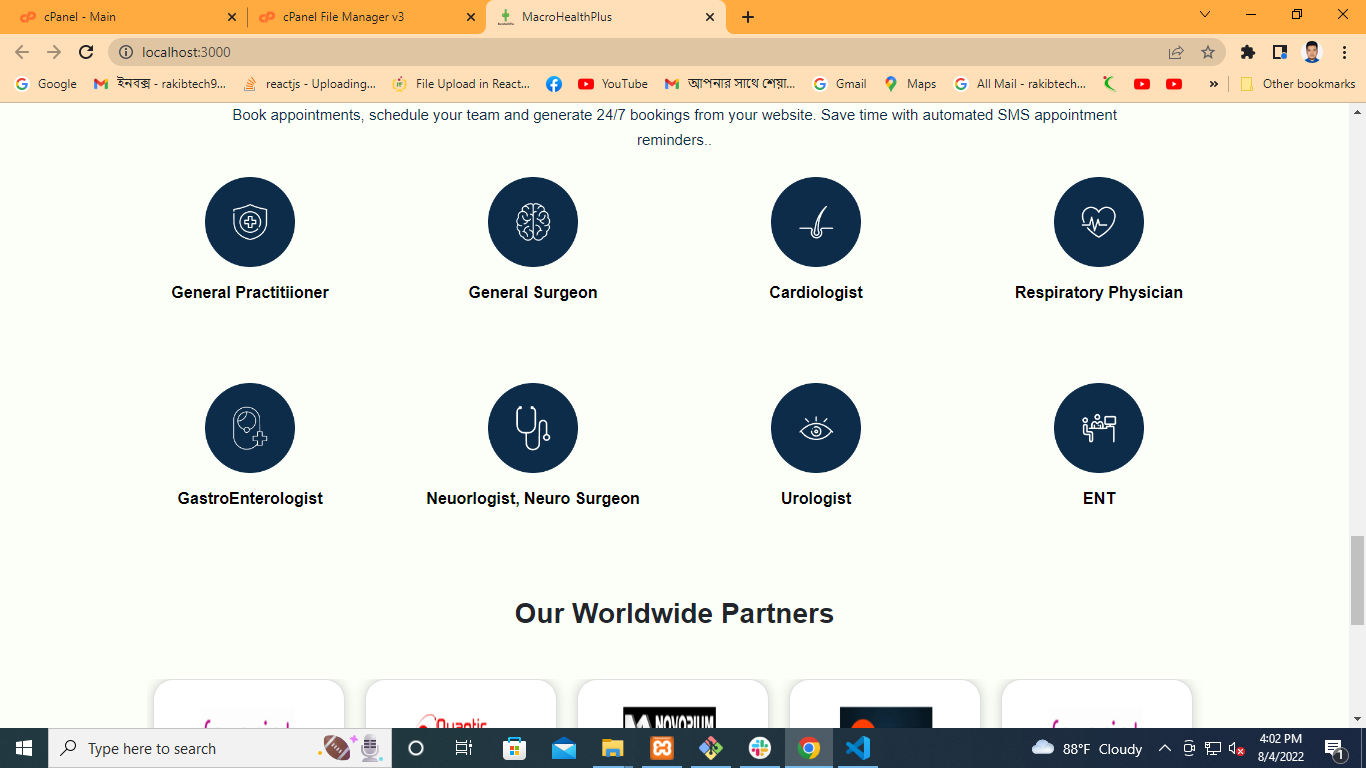 cPanel - Main
cPanel File Manager v3
MacroHealthPlus
localhost:3000
Google
ইনবক্স - rakibtech9...
reactjs - Uploading...
File Upload in React...
YouTube
আপনার সাথে শেয়া...
Gmail
Maps
All Mail - rakibtech...
Other bookmarks
Book appointments, schedule your team and generate 24/7 bookings from your website. Save time with automated SMS appointment
reminders..
General Practitiioner
General Surgeon
Cardiologist
Respiratory Physician
GastroEnterologist
Neuorlogist, Neuro Surgeon
Urologist
ENT
Our Worldwide Partners
Quantis
NOVORIUM
Type here to search
88°F Cloudy
4:02 PM
8/4/2022
1